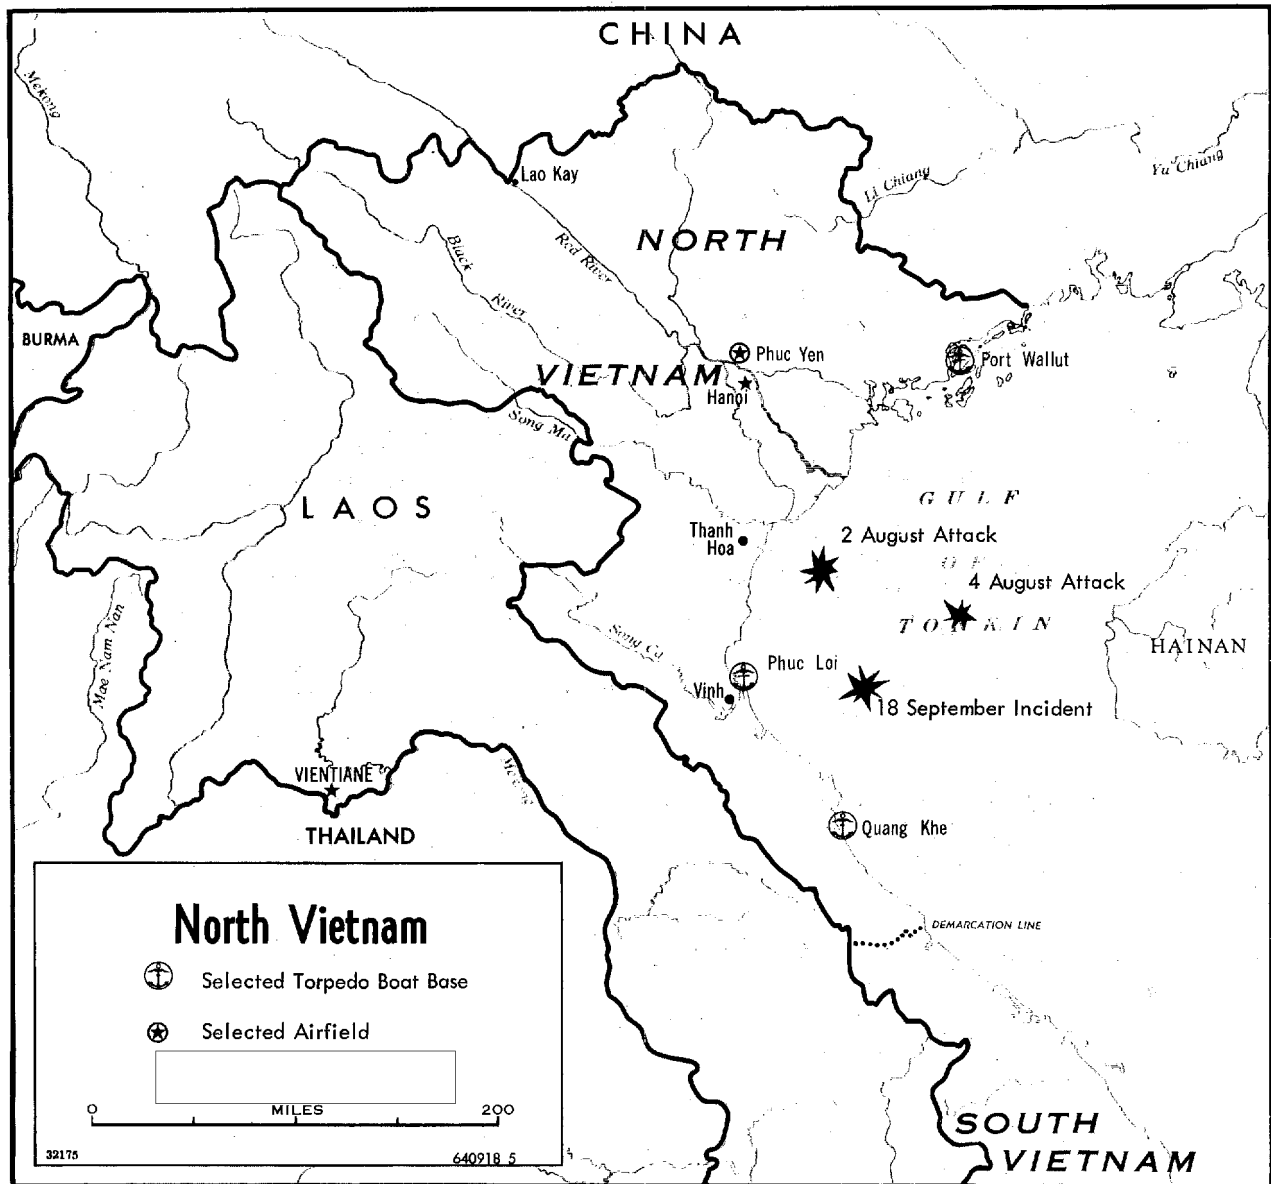 CHINA
Mekong
Lao Kay
Li Chiang
Yu Chiang
NORTH
VIETNAM
Black
River
Red River
BURMA
Phuc Yen
Hanoi
Port Wallut
Song Ma
LAOS
GULF
OF
TONKIN
Thanh
Hoa
2 August Attack
4 August Attack
HAINAN
Mae Nam Nan
Song Ca
Phuc Loi
Vinh
18 September Incident
VIENTIANE
Mekong
THAILAND
Quang Khe
DEMARCATION LINE
North Vietnam
Selected Torpedo Boat Base
Selected Airfield
0 MILES 200
32175
640918 5
SOUTH
VIETNAM